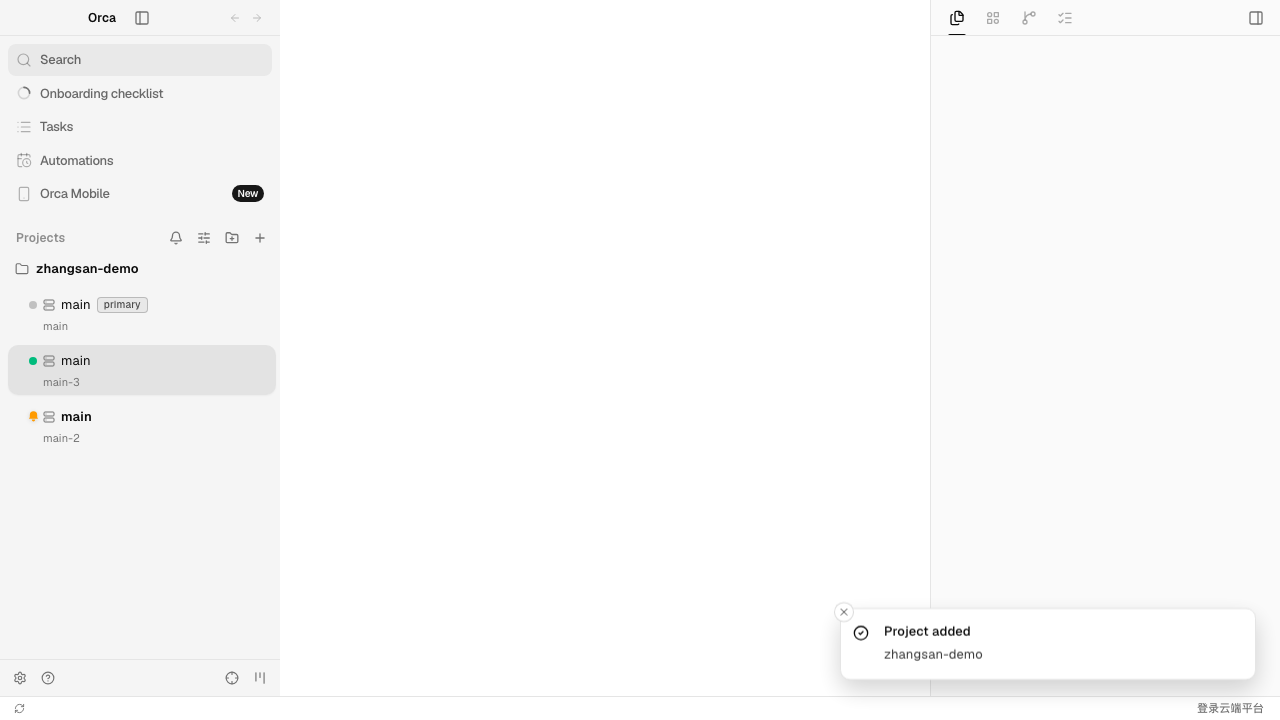 Orca
Search
Onboarding checklist
Tasks
Automations
Orca Mobile New
Projects
zhangsan-demo
main primary
main
main
main-3
main
main-2
Project added
zhangsan-demo
登录云端平台